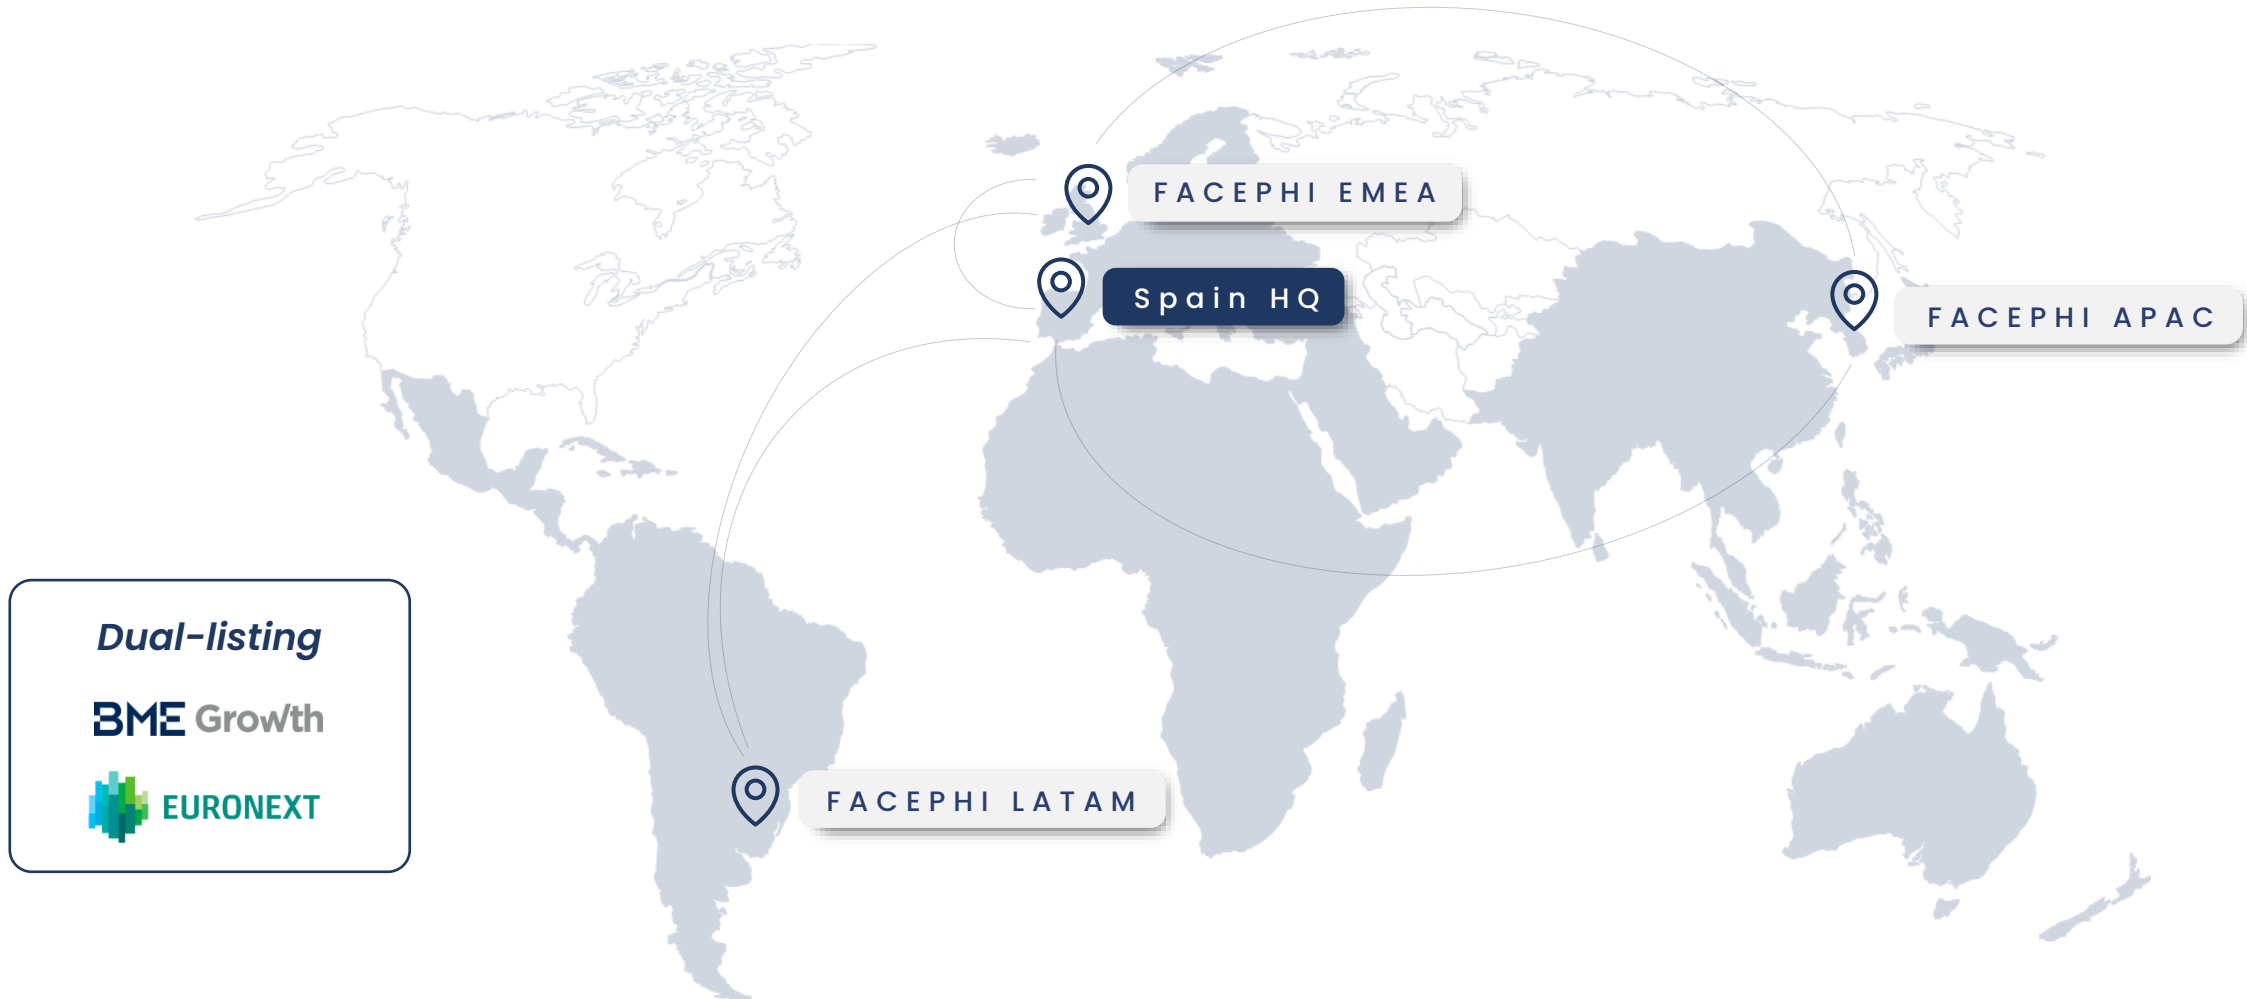 FACEPHI EMEA
Spain HQ
FACEPHI APAC
Dual-listing
BME Growth
EURONEXT
FACEPHI LATAM